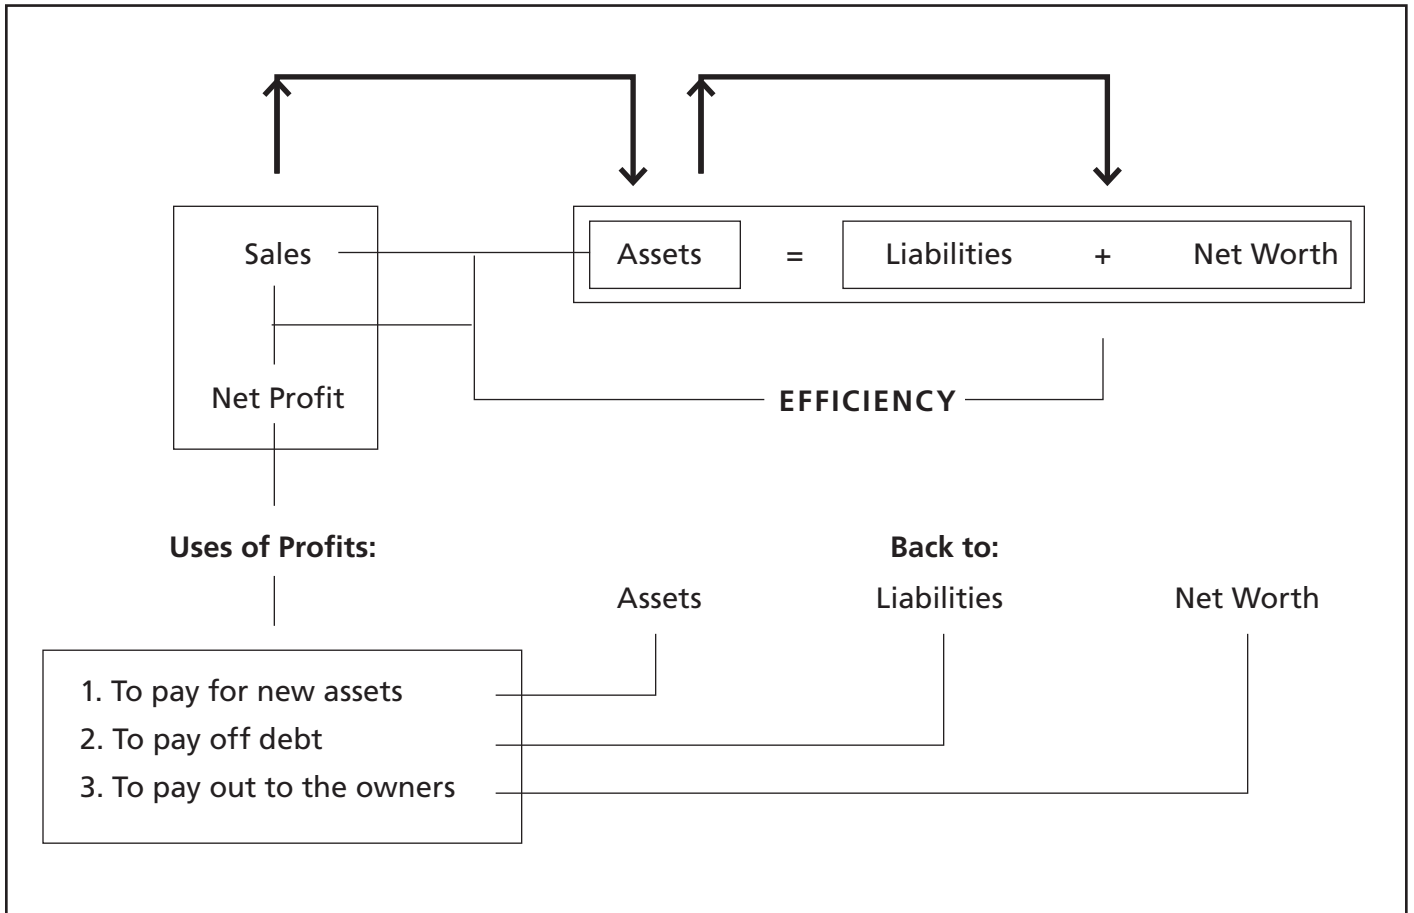 Sales Assets = Liabilities + Net Worth
Net Profit EFFICIENCY
Uses of Profits: Back to:
Assets Liabilities Net Worth
1. To pay for new assets
2. To pay off debt
3. To pay out to the owners